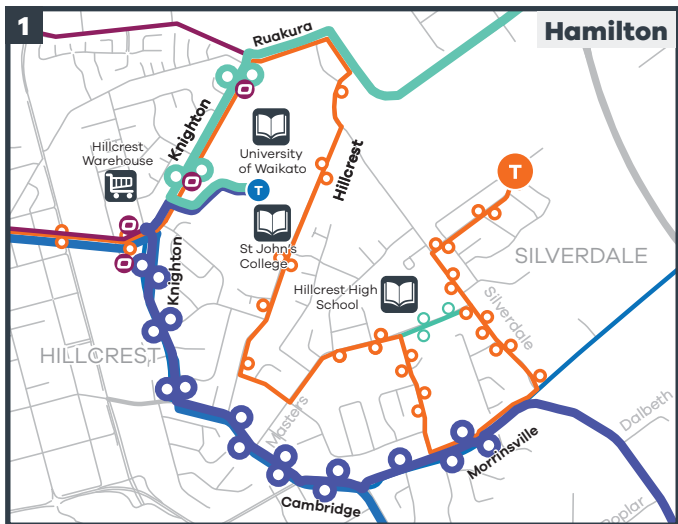 1
Hamilton
Ruakura
Knighton
Hillcrest
Warehouse
University
of Waikato
Hillcrest
T
T
St John's
College
SILVERDALE
Knighton
Hillcrest High
School
Silverdale
HILLCREST
Masters
Dalbeth
Morrinsville
Cambridge
Poplar